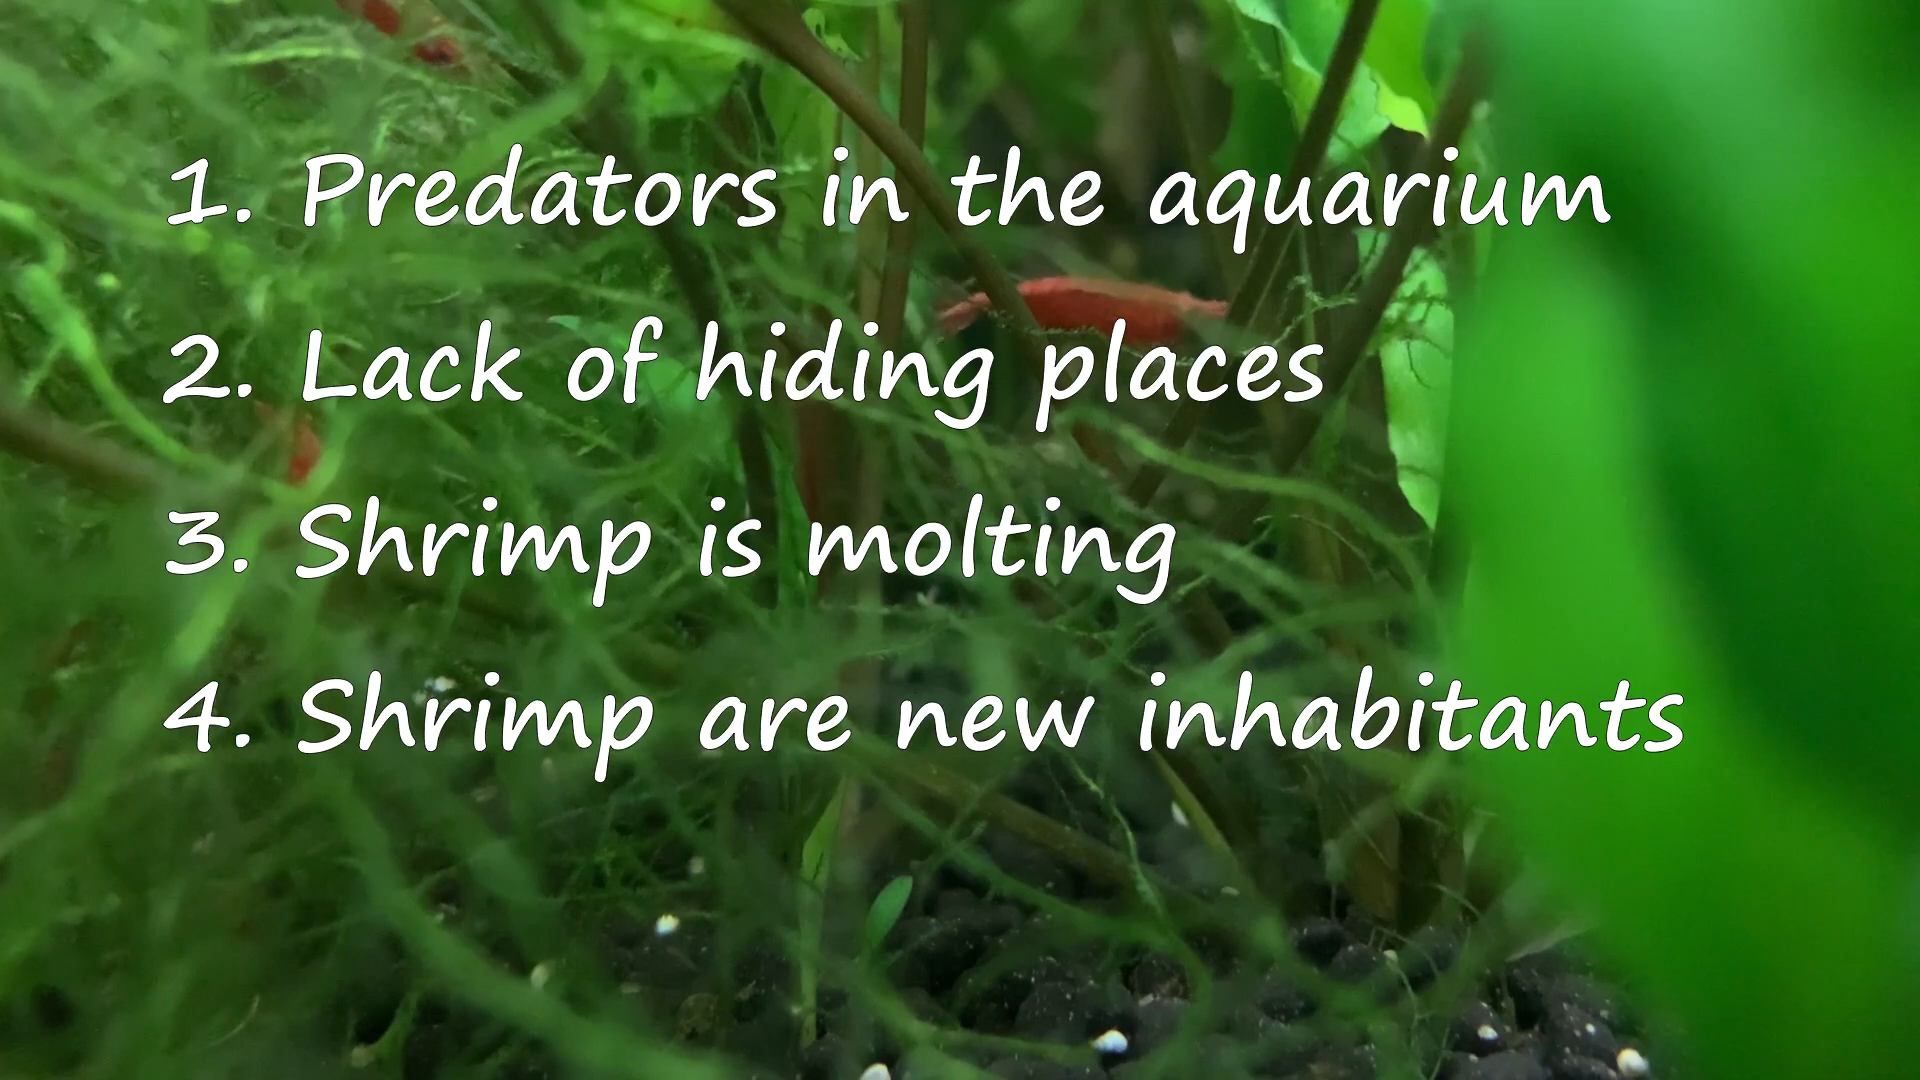 1. Predators in the aquarium
2. Lack of hiding places
3. Shrimp is molting
4. Shrimp are new inhabitants